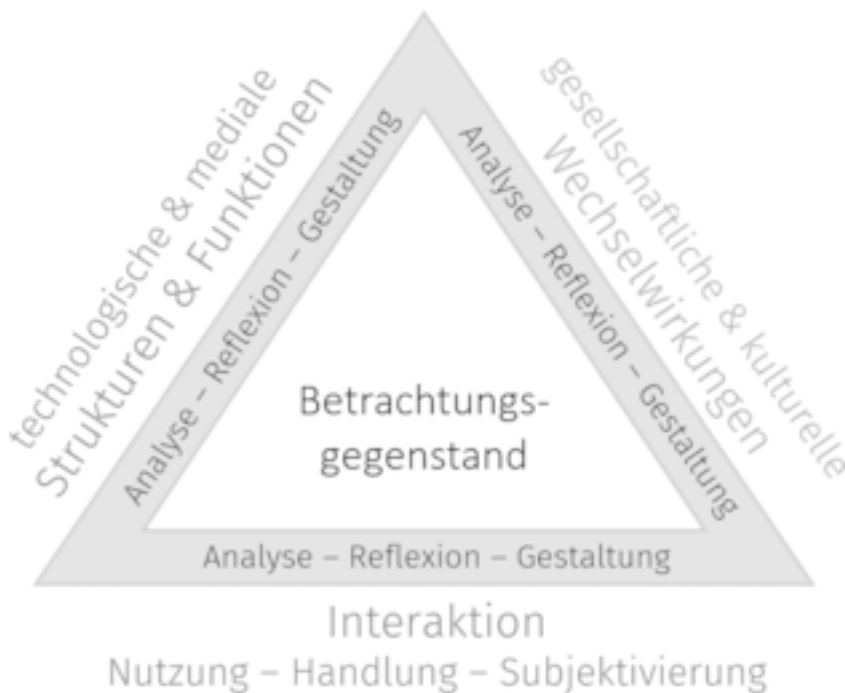 technologische & mediale
Strukturen & Funktionen
Analyse – Reflexion – Gestaltung
gesellschaftliche & kulturelle
Wechselwirkungen
Analyse – Reflexion – Gestaltung
Betrachtungs-
gegenstand
Analyse – Reflexion – Gestaltung
Interaktion
Nutzung – Handlung – Subjektivierung